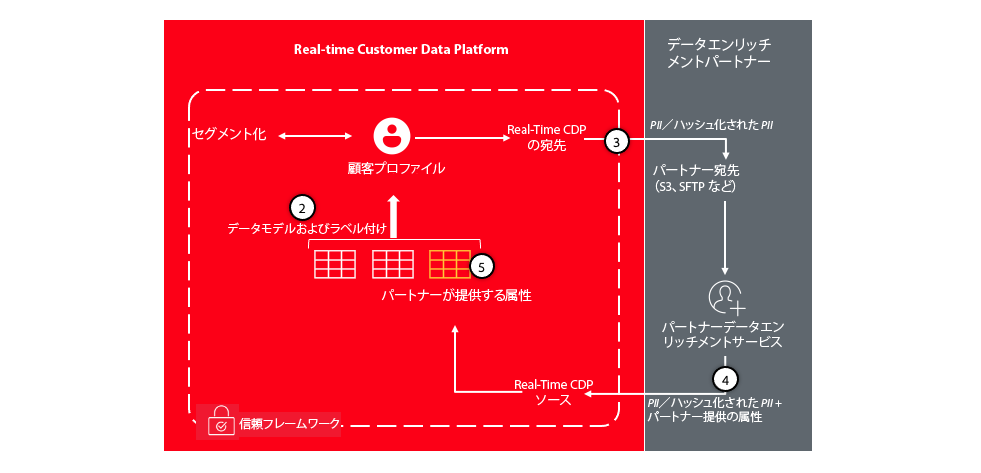 Real-time Customer Data Platform
データエンリッチ
メントパートナー
セグメント化
顧客プロファイル
Real-Time CDP
の宛先
3
PII／ハッシュ化された PII
パートナー宛先
（S3、SFTP など）
2
データモデルおよびラベル付け
5
パートナーが提供する属性
パートナーデータエン
リッチメントサービス
4
Real-Time CDP
ソース
PII／ハッシュ化された PII +
パートナー提供の属性
信頼フレームワーク